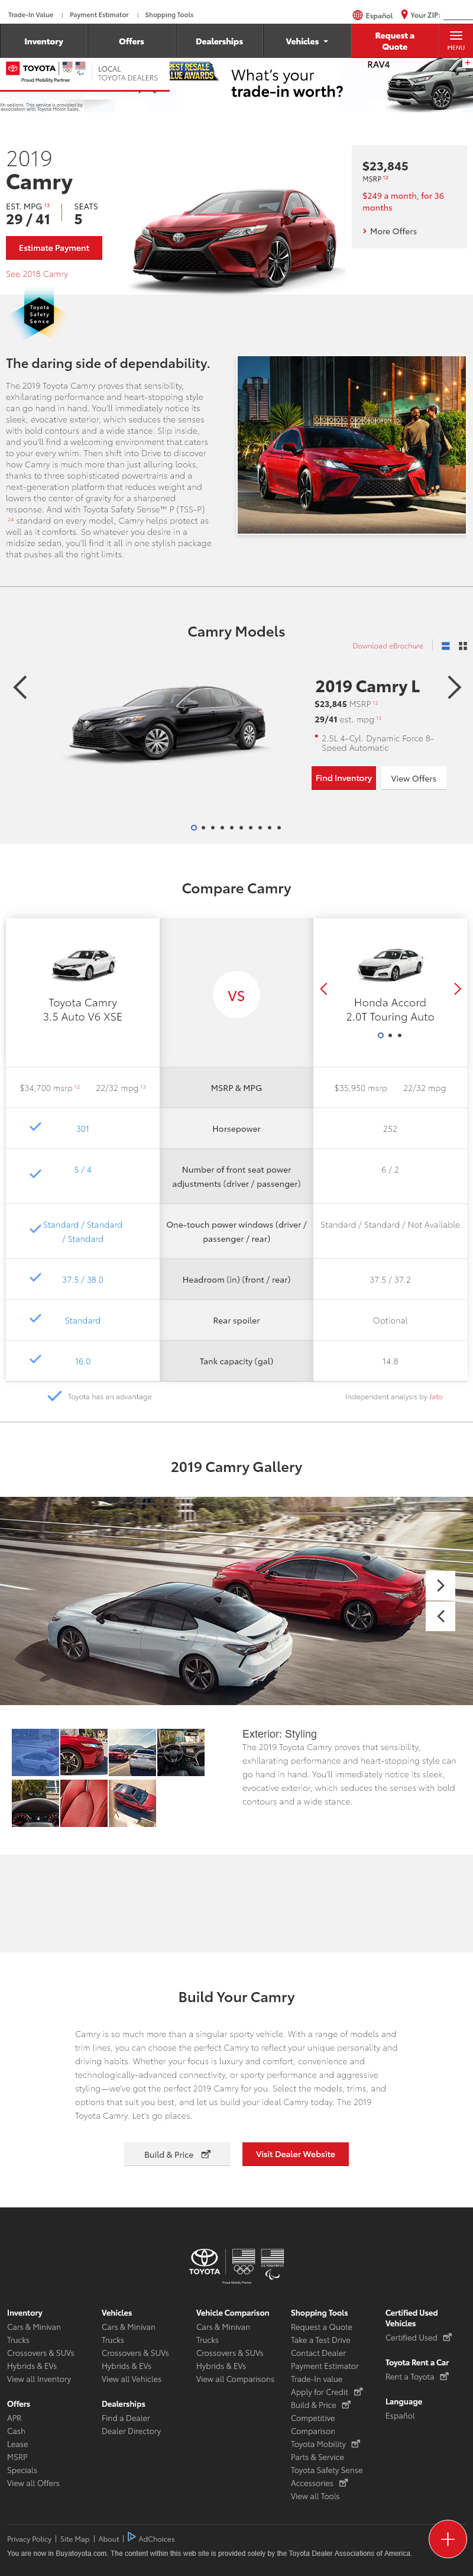 Trade-In Value | Payment Estimator | Shopping Tools
Español
Your ZIP:
Inventory
Offers
Dealerships
Vehicles
Request a
Quote
MENU
TOYOTA
Proud Mobility Partner
LOCAL
TOYOTA DEALERS
BEST RESALE
What's your
trade-in worth?
RAV4
2019
Camry
EST. MPG 13
29 / 41
SEATS
5
Estimate Payment
See 2018 Camry
$23,845
MSRP 12
$249 a month, for 36
months
More Offers
Toyota
Safety
Sense
The daring side of dependability.
The 2019 Toyota Camry proves that sensibility,
exhilarating performance and heart-stopping style
can go hand in hand. You'll immediately notice its
sleek, evocative exterior, which seduces the senses
with bold contours and a wide stance. Slip inside,
and you'll find a welcoming environment that caters
to your every whim. Then shift into Drive to discover
how Camry is much more than just alluring looks,
thanks to three sophisticated powertrains and a
next-generation platform that reduces weight and
lowers the center of gravity for a sharpened
response. And with Toyota Safety Sense™ P (TSS-P)
24 standard on every model, Camry helps protect as
well as it comforts. So whatever you desire in a
midsize sedan, you'll find it all in one stylish package
that pushes all the right limits.
Camry Models
Download eBrochure
2019 Camry L
$23,845 MSRP 12
29/41 est. mpg 13
2.5L 4-Cyl. Dynamic Force 8-
Speed Automatic
Find Inventory
View Offers
Compare Camry
Toyota Camry
3.5 Auto V6 XSE
VS
Honda Accord
2.0T Touring Auto
$34,700 msrp 12 22/32 mpg 13
MSRP & MPG
$35,950 msrp 22/32 mpg
301
Horsepower
252
5 / 4
Number of front seat power
adjustments (driver / passenger)
6 / 2
Standard / Standard
/ Standard
One-touch power windows (driver /
passenger / rear)
Standard / Standard / Not Available
37.5 / 38.0
Headroom (in) (front / rear)
37.5 / 37.2
Standard
Rear spoiler
Optional
16.0
Tank capacity (gal)
14.8
Toyota has an advantage
Independent analysis by Jato
2019 Camry Gallery
Exterior: Styling
The 2019 Toyota Camry proves that sensibility,
exhilarating performance and heart-stopping style can
go hand in hand. You'll immediately notice its sleek,
evocative exterior, which seduces the senses with bold
contours and a wide stance.
Build Your Camry
Camry is so much more than a singular sporty vehicle. With a range of models and
trim lines, you can choose the perfect Camry to reflect your unique personality and
driving habits. Whether your focus is luxury and comfort, convenience and
technologically-advanced connectivity, or sporty performance and aggressive
styling—we've got the perfect 2019 Camry for you. Select the models, trims, and
options that suit you best, and let us build your ideal Camry today. The 2019
Toyota Camry. Let's go places.
Build & Price
Visit Dealer Website
TOYOTA
Proud Mobility Partner
Inventory
Cars & Minivan
Trucks
Crossovers & SUVs
Hybrids & EVs
View all Inventory
Offers
APR
Cash
Lease
MSRP
Specials
View all Offers
Vehicles
Cars & Minivan
Trucks
Crossovers & SUVs
Hybrids & EVs
View all Vehicles
Dealerships
Find a Dealer
Dealer Directory
Vehicle Comparison
Cars & Minivan
Trucks
Crossovers & SUVs
Hybrids & EVs
View all Comparisons
Shopping Tools
Request a Quote
Take a Test Drive
Contact Dealer
Payment Estimator
Trade-In value
Apply for Credit
Build & Price
Competitive
Comparison
Toyota Mobility
Parts & Service
Toyota Safety Sense
Accessories
View all Tools
Certified Used
Vehicles
Certified Used
Toyota Rent a Car
Rent a Toyota
Language
Español
Privacy Policy | Site Map | About | AdChoices
You are now in Buyatoyota.com. The content within this web site is provided solely by the Toyota Dealer Associations of America.